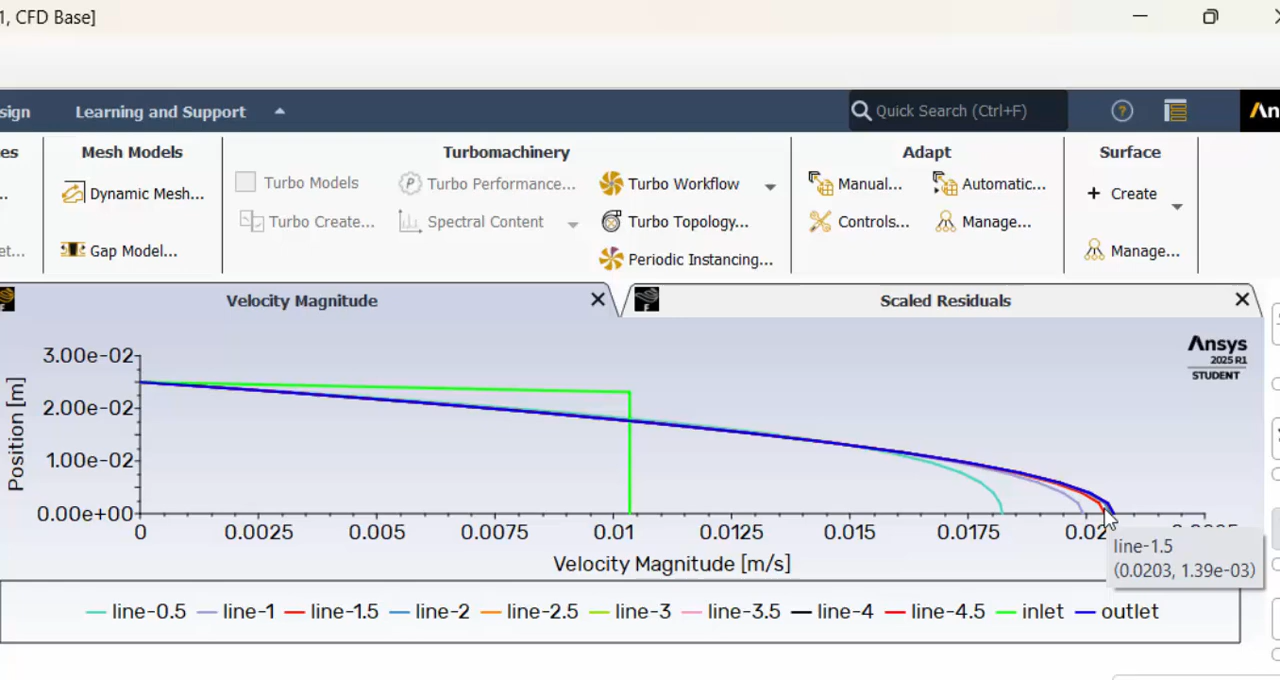 1, CFD Base]
sign Learning and Support Quick Search (Ctrl+F) An
es Mesh Models Turbomachinery Adapt Surface
Dynamic Mesh... Turbo Models Turbo Performance... Turbo Workflow Manual... Automatic... + Create
Turbo Create... Spectral Content Turbo Topology... Controls... Manage...
et... Gap Model... Periodic Instancing... Manage...
Velocity Magnitude Scaled Residuals
Ansys
2025 R1
STUDENT
Position [m]
3.00e-02
2.00e-02
1.00e-02
0.00e+00
0 0.0025 0.005 0.0075 0.01 0.0125 0.015 0.0175 0.02
Velocity Magnitude [m/s]
line-1.5
(0.0203, 1.39e-03)
line-0.5 line-1 line-1.5 line-2 line-2.5 line-3 line-3.5 line-4 line-4.5 inlet outlet